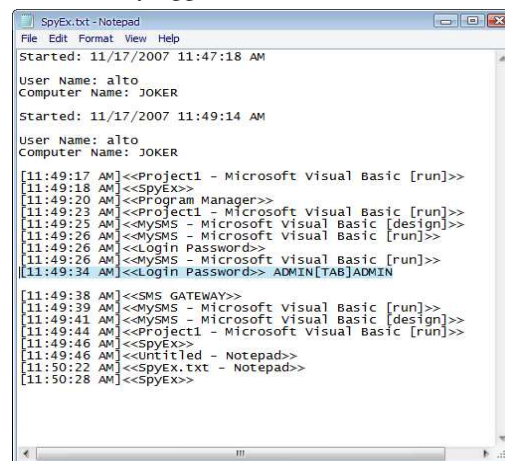 SpyEx.txt - Notepad
File Edit Format View Help
Started: 11/17/2007 11:47:18 AM
User Name: alto
Computer Name: JOKER
Started: 11/17/2007 11:49:14 AM
User Name: alto
Computer Name: JOKER
[11:49:17 AM]<<Project1 - Microsoft Visual Basic [run]>>
[11:49:18 AM]<<SpyEx>>
[11:49:20 AM]<<Program Manager>>
[11:49:23 AM]<<Project1 - Microsoft Visual Basic [run]>>
[11:49:25 AM]<<MySMS - Microsoft Visual Basic [design]>>
[11:49:26 AM]<<MySMS - Microsoft Visual Basic [run]>>
[11:49:26 AM]<<Login Password>>
[11:49:26 AM]<<MySMS - Microsoft Visual Basic [run]>>
[11:49:34 AM]<<Login Password>> ADMIN[TAB]ADMIN
[11:49:38 AM]<<SMS GATEWAY>>
[11:49:39 AM]<<MySMS - Microsoft Visual Basic [run]>>
[11:49:41 AM]<<MySMS - Microsoft Visual Basic [design]>>
[11:49:44 AM]<<Project1 - Microsoft Visual Basic [run]>>
[11:49:46 AM]<<SpyEx>>
[11:49:46 AM]<<Untitled - Notepad>>
[11:50:22 AM]<<SpyEx.txt - Notepad>>
[11:50:28 AM]<<SpyEx>>